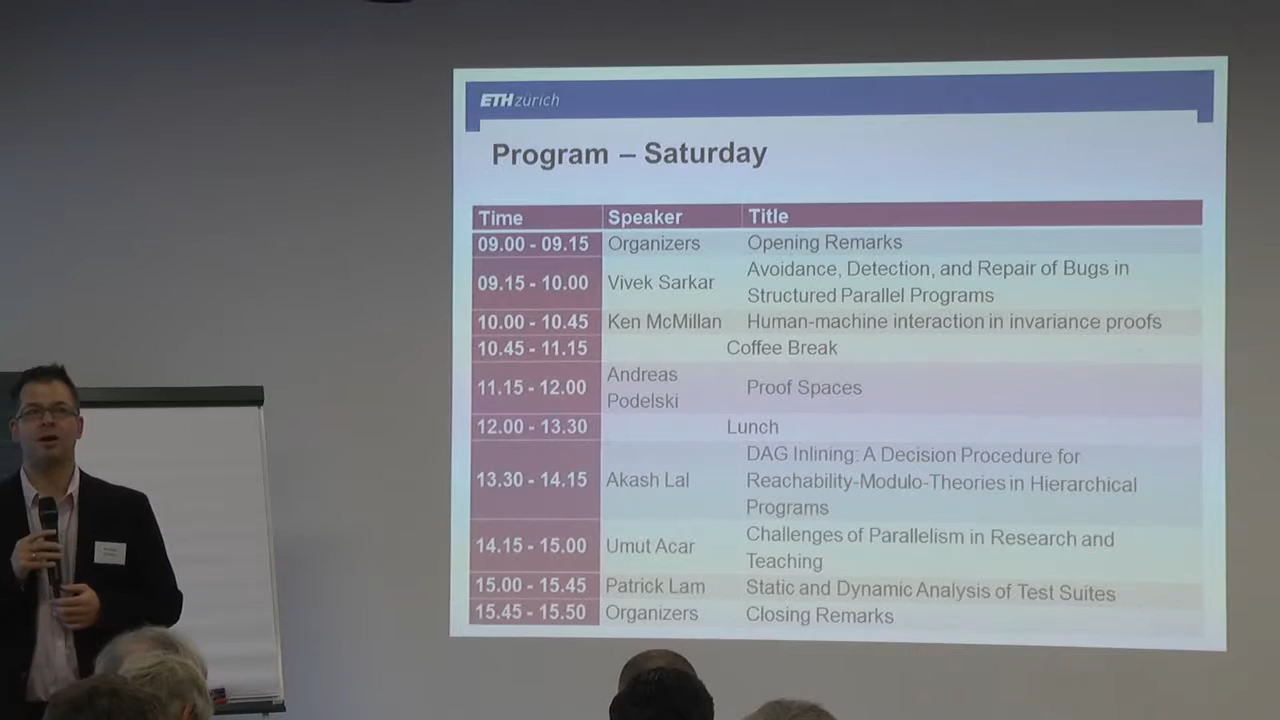 ETH zürich
Program – Saturday
Time Speaker Title
09.00 - 09.15 Organizers Opening Remarks
09.15 - 10.00 Vivek Sarkar Avoidance, Detection, and Repair of Bugs in
Structured Parallel Programs
10.00 - 10.45 Ken McMillan Human-machine interaction in invariance proofs
10.45 - 11.15 Coffee Break
11.15 - 12.00 Andreas
Podelski Proof Spaces
12.00 - 13.30 Lunch
13.30 - 14.15 Akash Lal DAG Inlining: A Decision Procedure for
Reachability-Modulo-Theories in Hierarchical
Programs
14.15 - 15.00 Umut Acar Challenges of Parallelism in Research and
Teaching
15.00 - 15.45 Patrick Lam Static and Dynamic Analysis of Test Suites
15.45 - 15.50 Organizers Closing Remarks